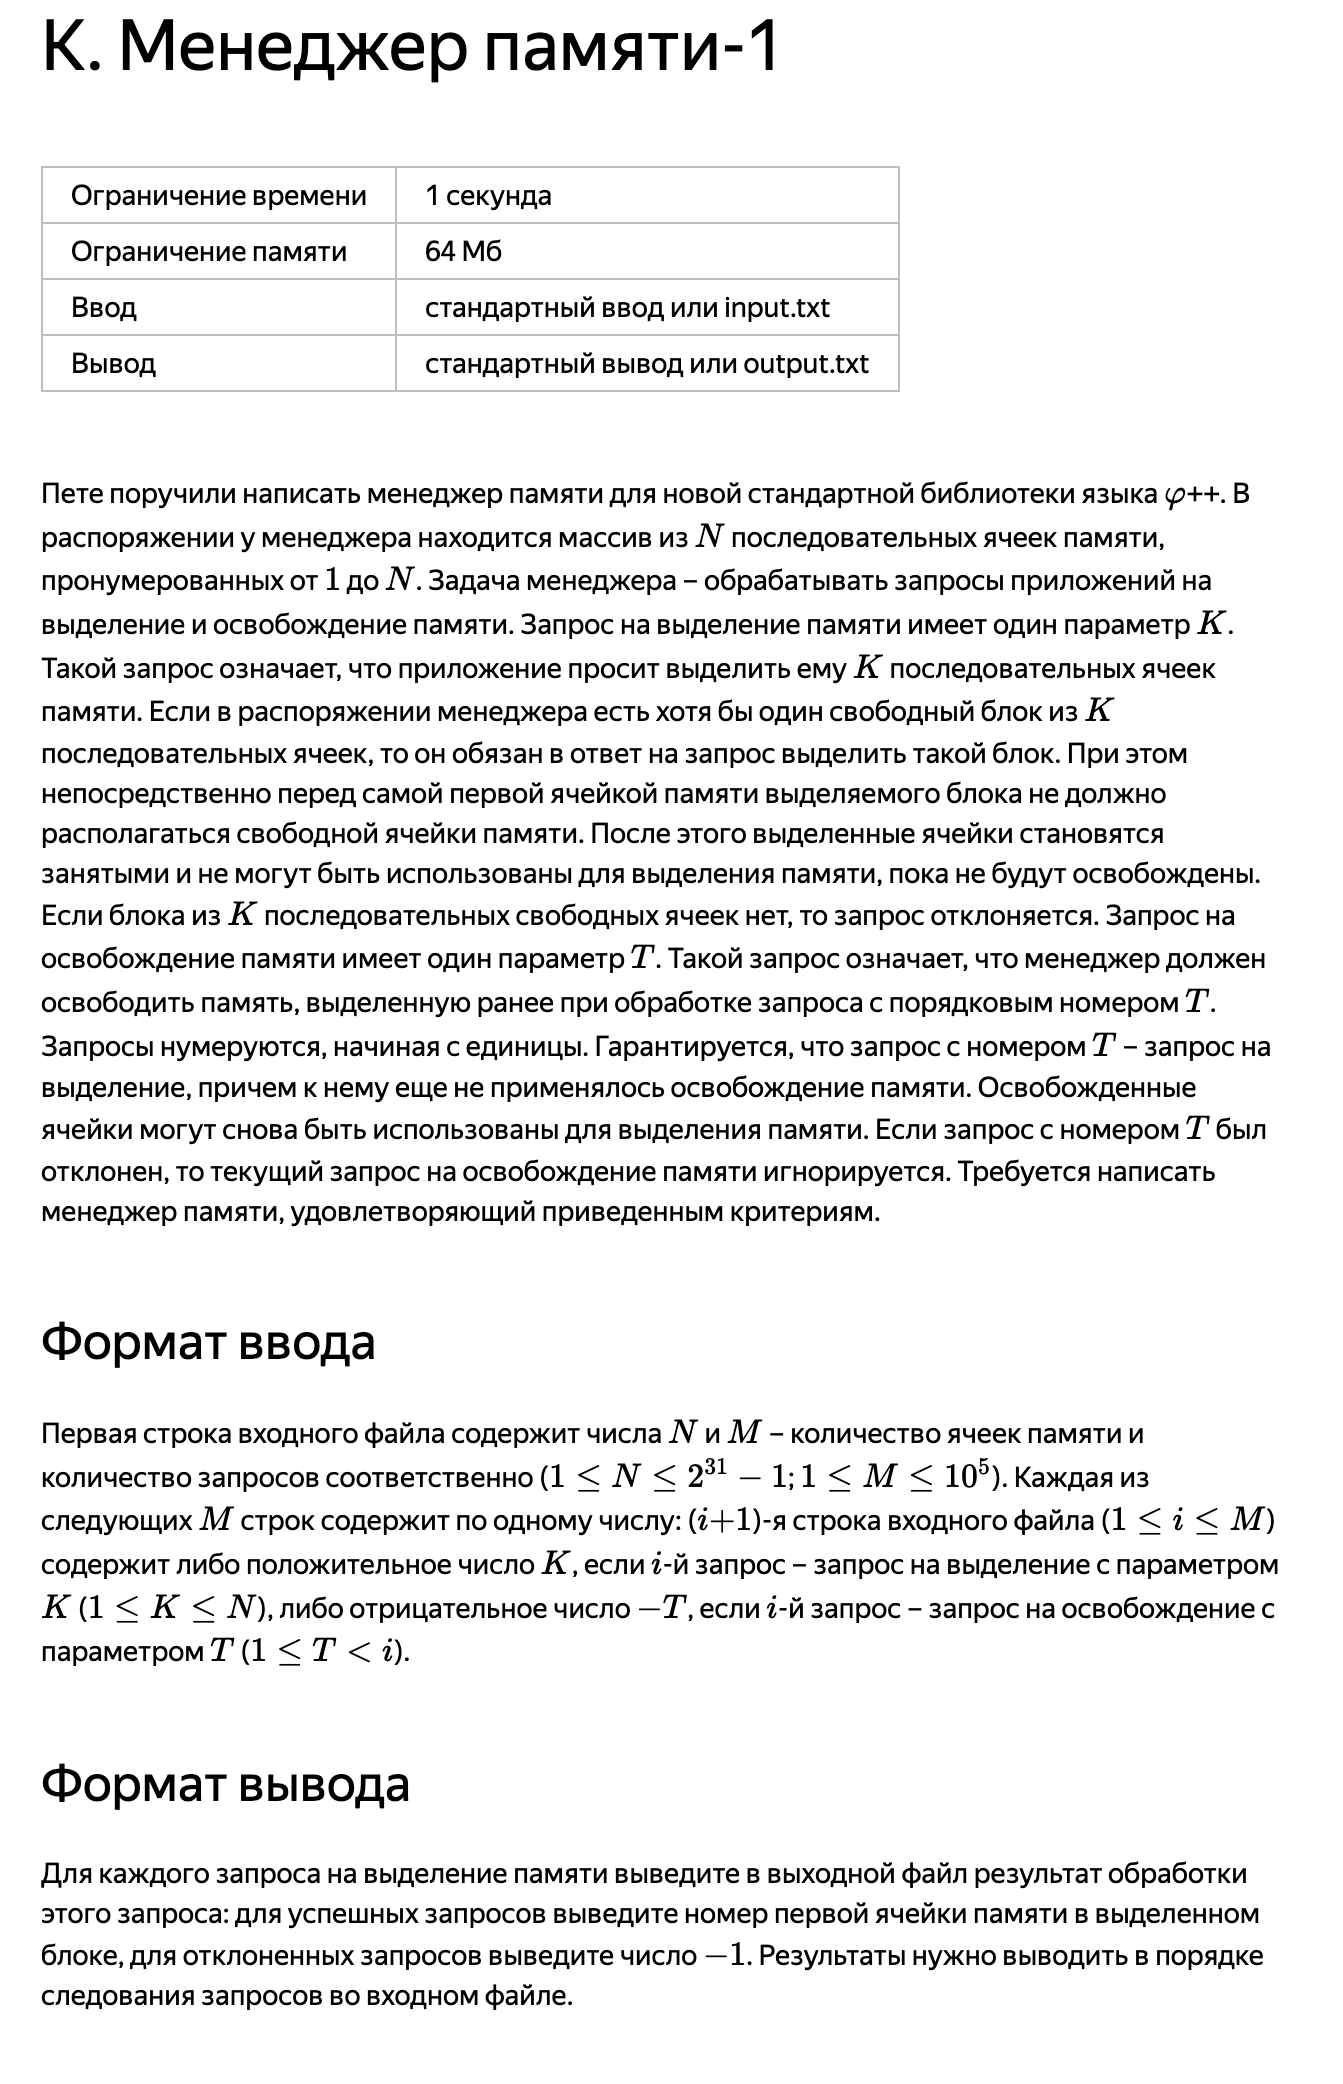 K. Менеджер памяти-1
Ограничение времени 1 секунда
Ограничение памяти 64 Мб
Ввод стандартный ввод или input.txt
Вывод стандартный вывод или output.txt
Пете поручили написать менеджер памяти для новой стандартной библиотеки языка φ++. В
распоряжении у менеджера находится массив из N последовательных ячеек памяти,
пронумерованных от 1 до N. Задача менеджера – обрабатывать запросы приложений на
выделение и освобождение памяти. Запрос на выделение памяти имеет один параметр K.
Такой запрос означает, что приложение просит выделить ему K последовательных ячеек
памяти. Если в распоряжении менеджера есть хотя бы один свободный блок из K
последовательных ячеек, то он обязан в ответ на запрос выделить такой блок. При этом
непосредственно перед самой первой ячейкой памяти выделяемого блока не должно
располагаться свободной ячейки памяти. После этого выделенные ячейки становятся
занятыми и не могут быть использованы для выделения памяти, пока не будут освобождены.
Если блока из K последовательных свободных ячеек нет, то запрос отклоняется. Запрос на
освобождение памяти имеет один параметр T. Такой запрос означает, что менеджер должен
освободить память, выделенную ранее при обработке запроса с порядковым номером T.
Запросы нумеруются, начиная с единицы. Гарантируется, что запрос с номером T – запрос на
выделение, причем к нему еще не применялось освобождение памяти. Освобожденные
ячейки могут снова быть использованы для выделения памяти. Если запрос с номером T был
отклонен, то текущий запрос на освобождение памяти игнорируется. Требуется написать
менеджер памяти, удовлетворяющий приведенным критериям.
Формат ввода
Первая строка входного файла содержит числа N и M – количество ячеек памяти и
количество запросов соответственно (1 ≤ N ≤ 2³¹ − 1; 1 ≤ M ≤ 10⁵). Каждая из
следующих M строк содержит по одному числу: (i+1)-я строка входного файла (1 ≤ i ≤ M)
содержит либо положительное число K, если i-й запрос – запрос на выделение с параметром
K (1 ≤ K ≤ N), либо отрицательное число −T, если i-й запрос – запрос на освобождение с
параметром T (1 ≤ T < i).
Формат вывода
Для каждого запроса на выделение памяти выведите в выходной файл результат обработки
этого запроса: для успешных запросов выведите номер первой ячейки памяти в выделенном
блоке, для отклоненных запросов выведите число −1. Результаты нужно выводить в порядке
следования запросов во входном файле.